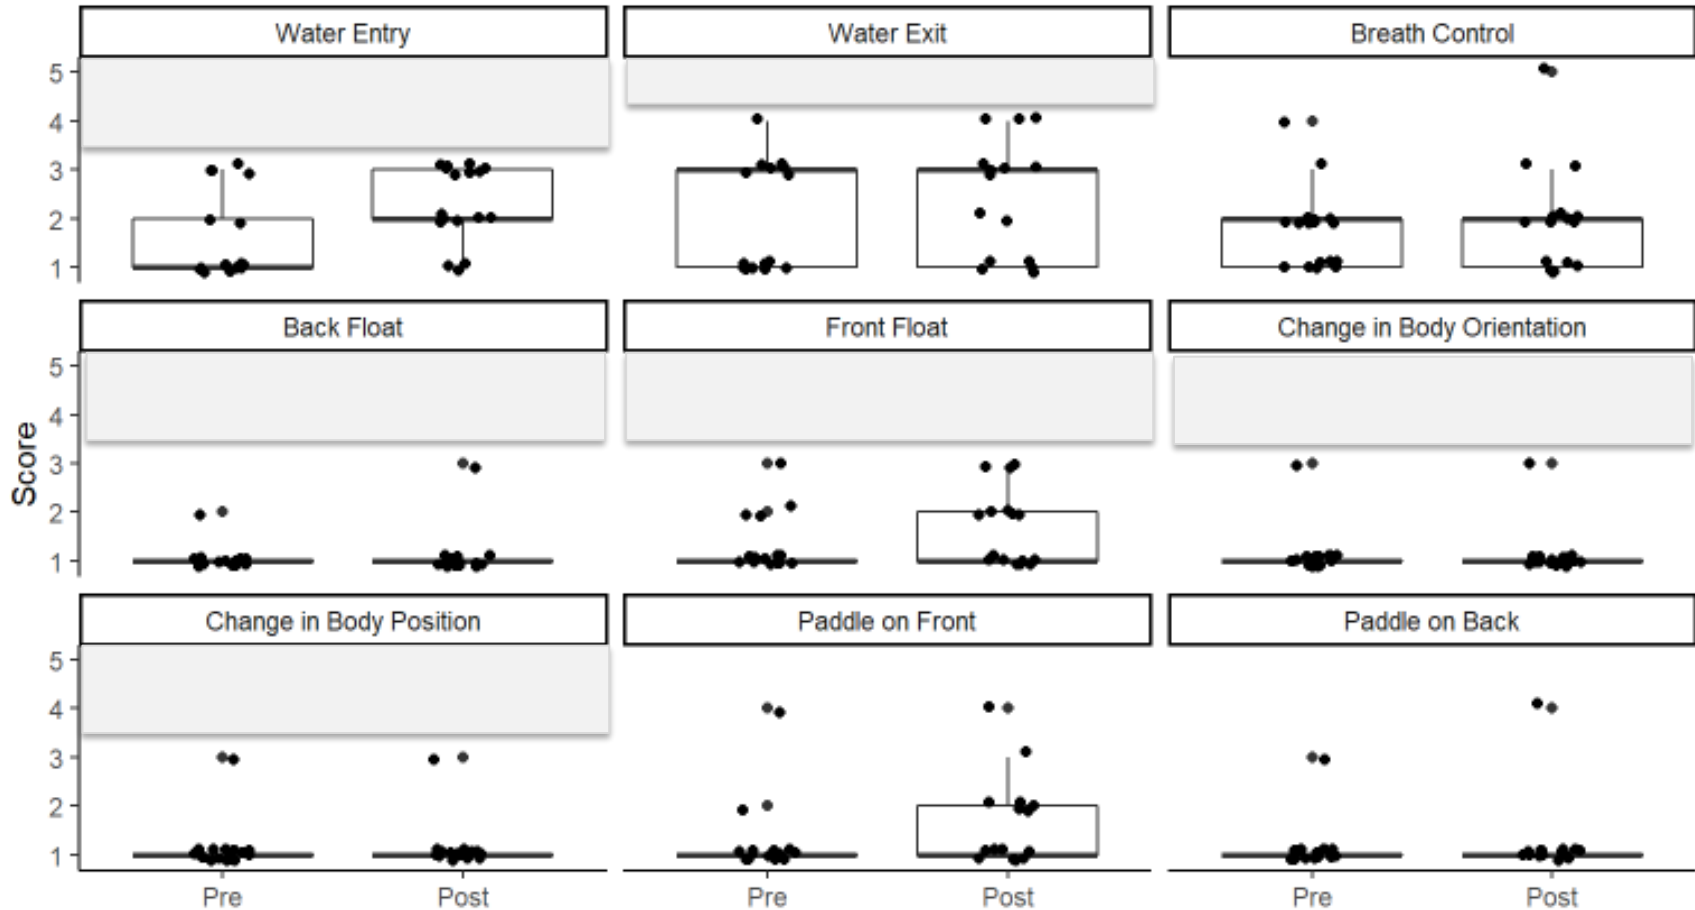 Water Entry
Water Exit
Breath Control
5
4
3
2
1
Back Float
Front Float
Change in Body Orientation
5
4
3
2
1
Score
Change in Body Position
Paddle on Front
Paddle on Back
5
4
3
2
1
Pre
Post
Pre
Post
Pre
Post